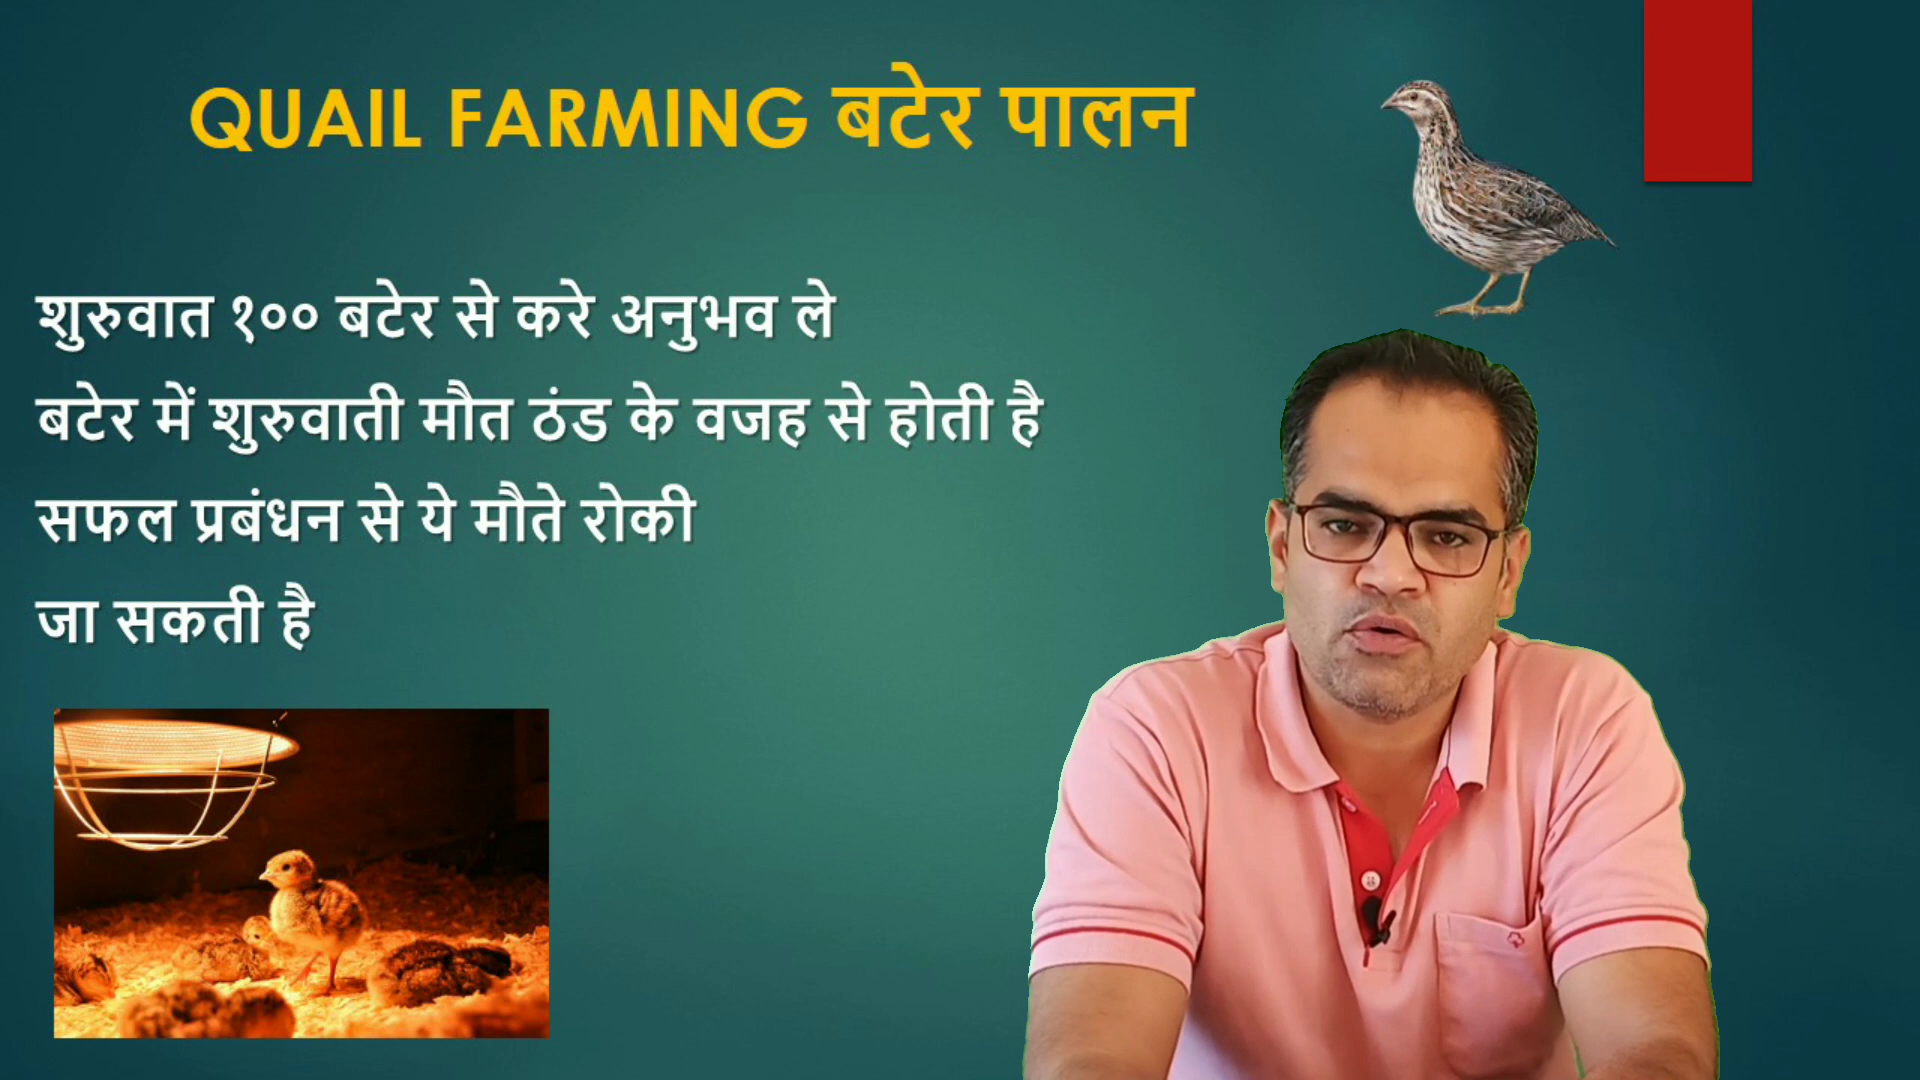 QUAIL FARMING बटेर पालन
शुरुवात १०० बटेर से करे अनुभव ले
बटेर में शुरुवाती मौत ठंड के वजह से होती है
सफल प्रबंधन से ये मौते रोकी
जा सकती है